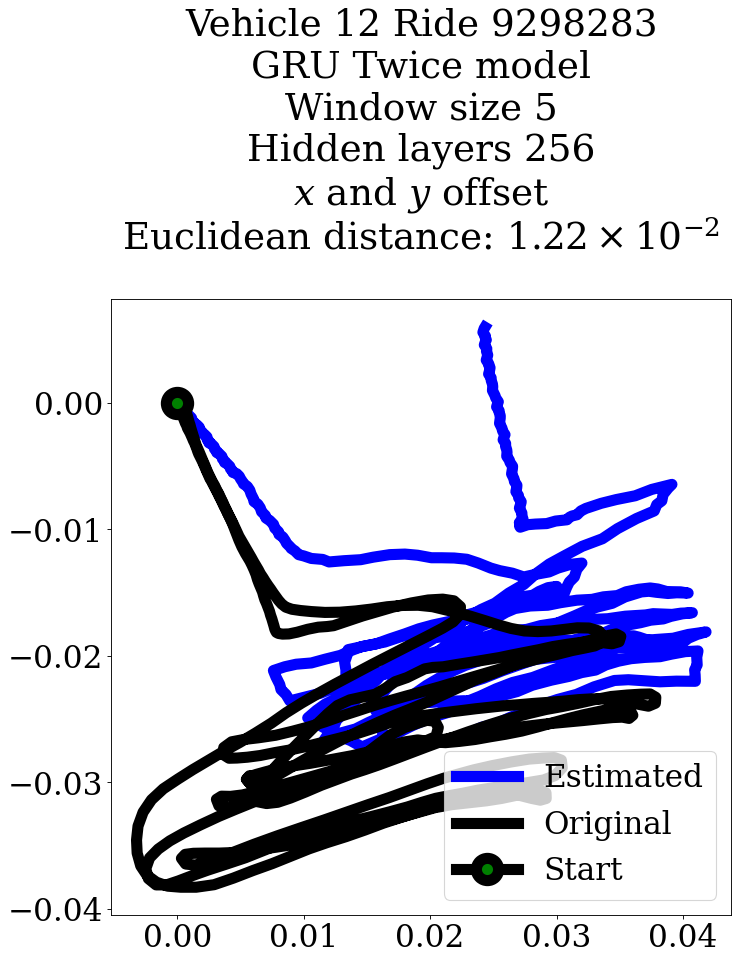 Vehicle 12 Ride 9298283
GRU Twice model
Window size 5
Hidden layers 256
x and y offset
Euclidean distance: 1.22 × 10⁻²
0.00
−0.01
−0.02
−0.03
−0.04
Estimated
Original
Start
0.00 0.01 0.02 0.03 0.04